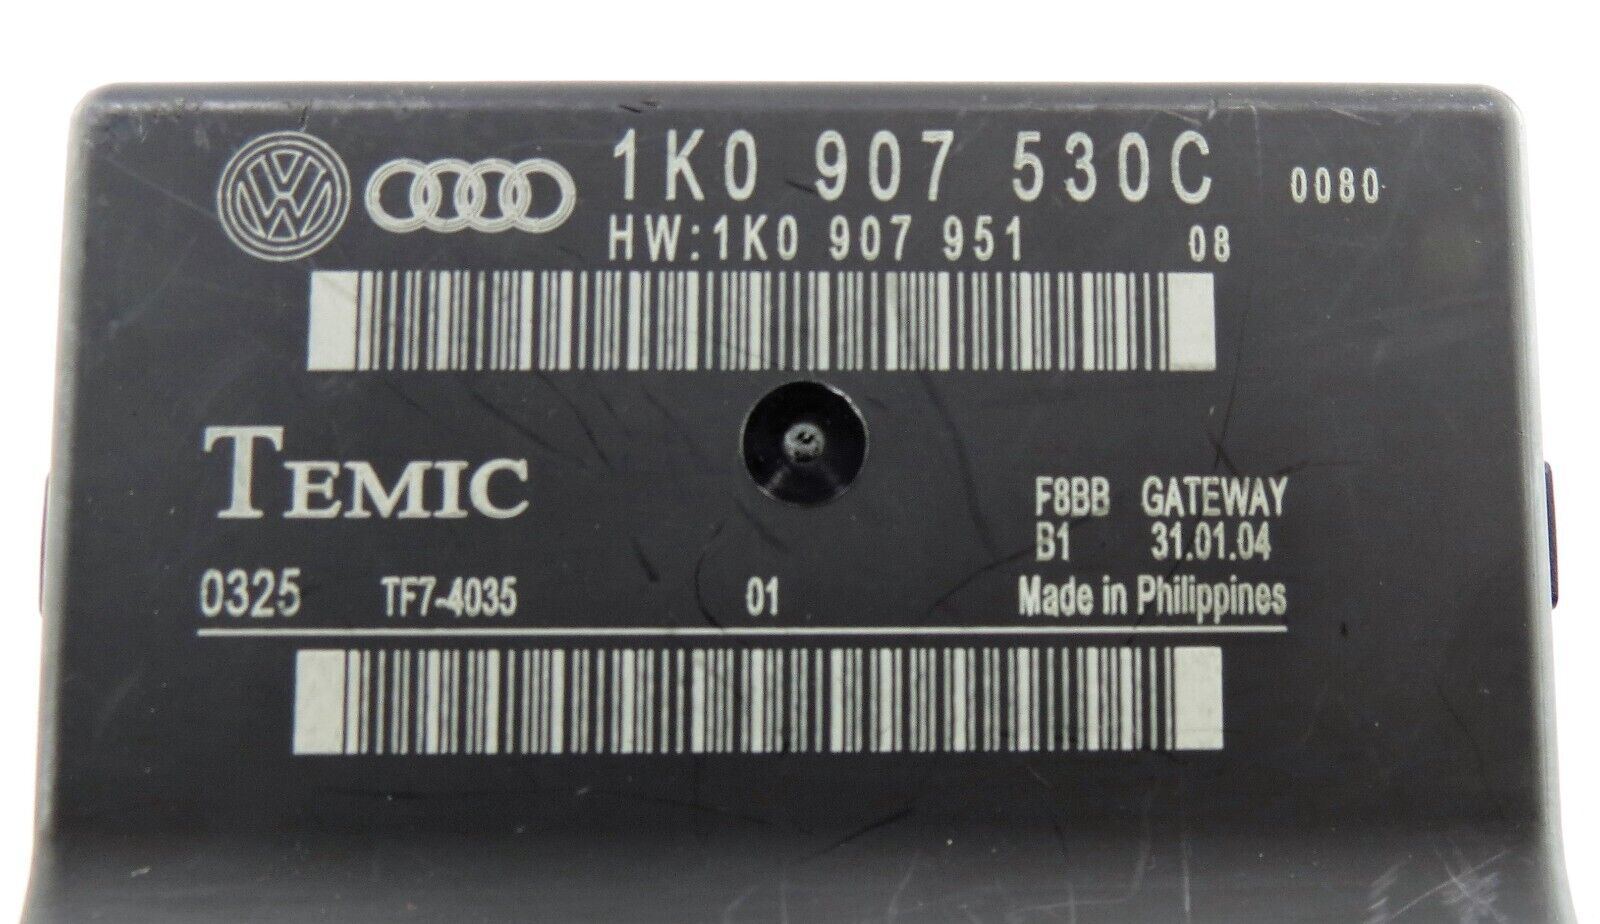 1K0 907 530C 0080
HW:1K0 907 951 08
TEMIC
F8BB GATEWAY
B1 31.01.04
0325 TF7-4035 01 Made in Philippines